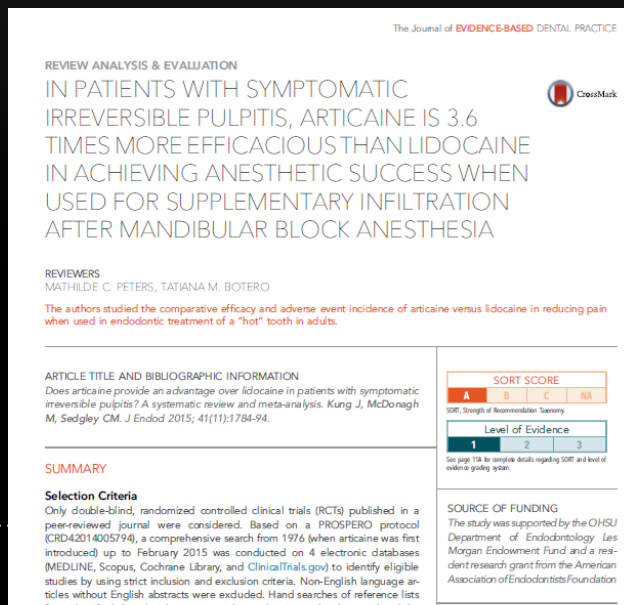 The Journal of EVIDENCE-BASED DENTAL PRACTICE
REVIEW ANALYSIS & EVALUATION
IN PATIENTS WITH SYMPTOMATIC
IRREVERSIBLE PULPITIS, ARTICAINE IS 3.6
TIMES MORE EFFICACIOUS THAN LIDOCAINE
IN ACHIEVING ANESTHETIC SUCCESS WHEN
USED FOR SUPPLEMENTARY INFILTRATION
AFTER MANDIBULAR BLOCK ANESTHESIA
CrossMark
REVIEWERS
MATHILDE C. PETERS, TATIANA M. BOTERO
The authors studied the comparative efficacy and adverse event incidence of articaine versus lidocaine in reducing pain
when used in endodontic treatment of a "hot" tooth in adults.
ARTICLE TITLE AND BIBLIOGRAPHIC INFORMATION
Does articaine provide an advantage over lidocaine in patients with symptomatic
irreversible pulpitis? A systematic review and meta-analysis. Kung J, McDonagh
M, Sedgley CM. J Endod 2015; 41(11):1784-94.
SUMMARY
Selection Criteria
Only double-blind, randomized controlled clinical trials (RCTs) published in a
peer-reviewed journal were considered. Based on a PROSPERO protocol
(CRD42014005794), a comprehensive search from 1976 (when articaine was first
introduced) up to February 2015 was conducted on 4 electronic databases
(MEDLINE, Scopus, Cochrane Library, and ClinicalTrials.gov) to identify eligible
studies by using strict inclusion and exclusion criteria. Non-English language ar-
ticles without English abstracts were excluded. Hand searches of reference lists
SORT SCORE
A B C NA
SORT, Strength of Recommendation Taxonomy.
Level of Evidence
1 2 3
See page 11A for complete details regarding SORT and level of
evidence grading system.
SOURCE OF FUNDING
The study was supported by the OHSU
Department of Endodontology Les
Morgan Endowment Fund and a resi-
dent research grant from the American
Association of Endodontists Foundation